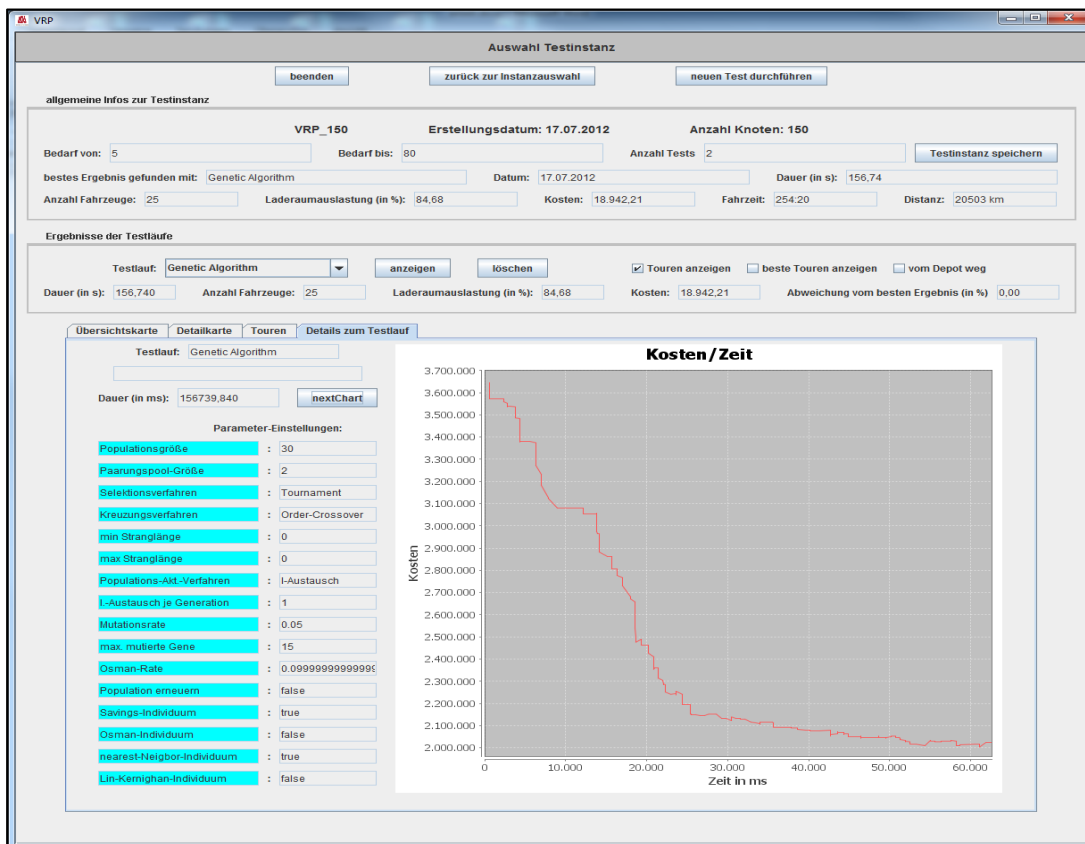 VRP
Auswahl Testinstanz
beenden zurück zur Instanzauswahl neuen Test durchführen
allgemeine Infos zur Testinstanz
VRP_150 Erstellungsdatum: 17.07.2012 Anzahl Knoten: 150
Bedarf von: 5 Bedarf bis: 80 Anzahl Tests 2 Testinstanz speichern
bestes Ergebnis gefunden mit: Genetic Algorithm Datum: 17.07.2012 Dauer (in s): 156,74
Anzahl Fahrzeuge: 25 Laderaumauslastung (in %): 84,68 Kosten: 18.942,21 Fahrzeit: 254:20 Distanz: 20503 km
Ergebnisse der Testläufe
Testlauf: Genetic Algorithm anzeigen löschen Touren anzeigen beste Touren anzeigen vom Depot weg
Dauer (in s): 156,740 Anzahl Fahrzeuge: 25 Laderaumauslastung (in %): 84,68 Kosten: 18.942,21 Abweichung vom besten Ergebnis (in %) 0,00
Übersichtskarte Detailkarte Touren Details zum Testlauf
Testlauf: Genetic Algorithm
Dauer (in ms): 156739,840 nextChart
Parameter-Einstellungen:
Populationsgröße : 30
Paarungspool-Größe : 2
Selektionsverfahren : Tournament
Kreuzungsverfahren : Order-Crossover
min Stranglänge : 0
max Stranglänge : 0
Populations-Akt.-Verfahren : I-Austausch
I.-Austausch je Generation : 1
Mutationsrate : 0.05
max. mutierte Gene : 15
Osman-Rate : 0.0999999999999
Population erneuern : false
Savings-Individuum : true
Osman-Individuum : false
nearest-Neigbor-Individuum : true
Lin-Kernighan-Individuum : false
Kosten/Zeit
3.700.000
3.600.000
3.500.000
3.400.000
3.300.000
3.200.000
3.100.000
3.000.000
2.900.000
2.800.000
2.700.000
2.600.000
2.500.000
2.400.000
2.300.000
2.200.000
2.100.000
2.000.000
Kosten
0 10.000 20.000 30.000 40.000 50.000 60.000
Zeit in ms